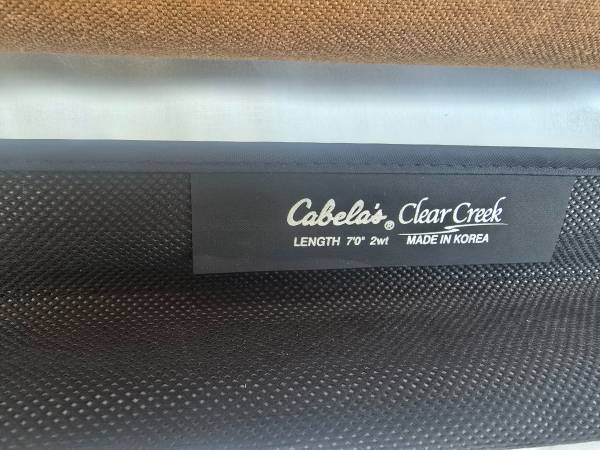 Cabela's® Clear Creek
LENGTH 7'0" 2wt MADE IN KOREA